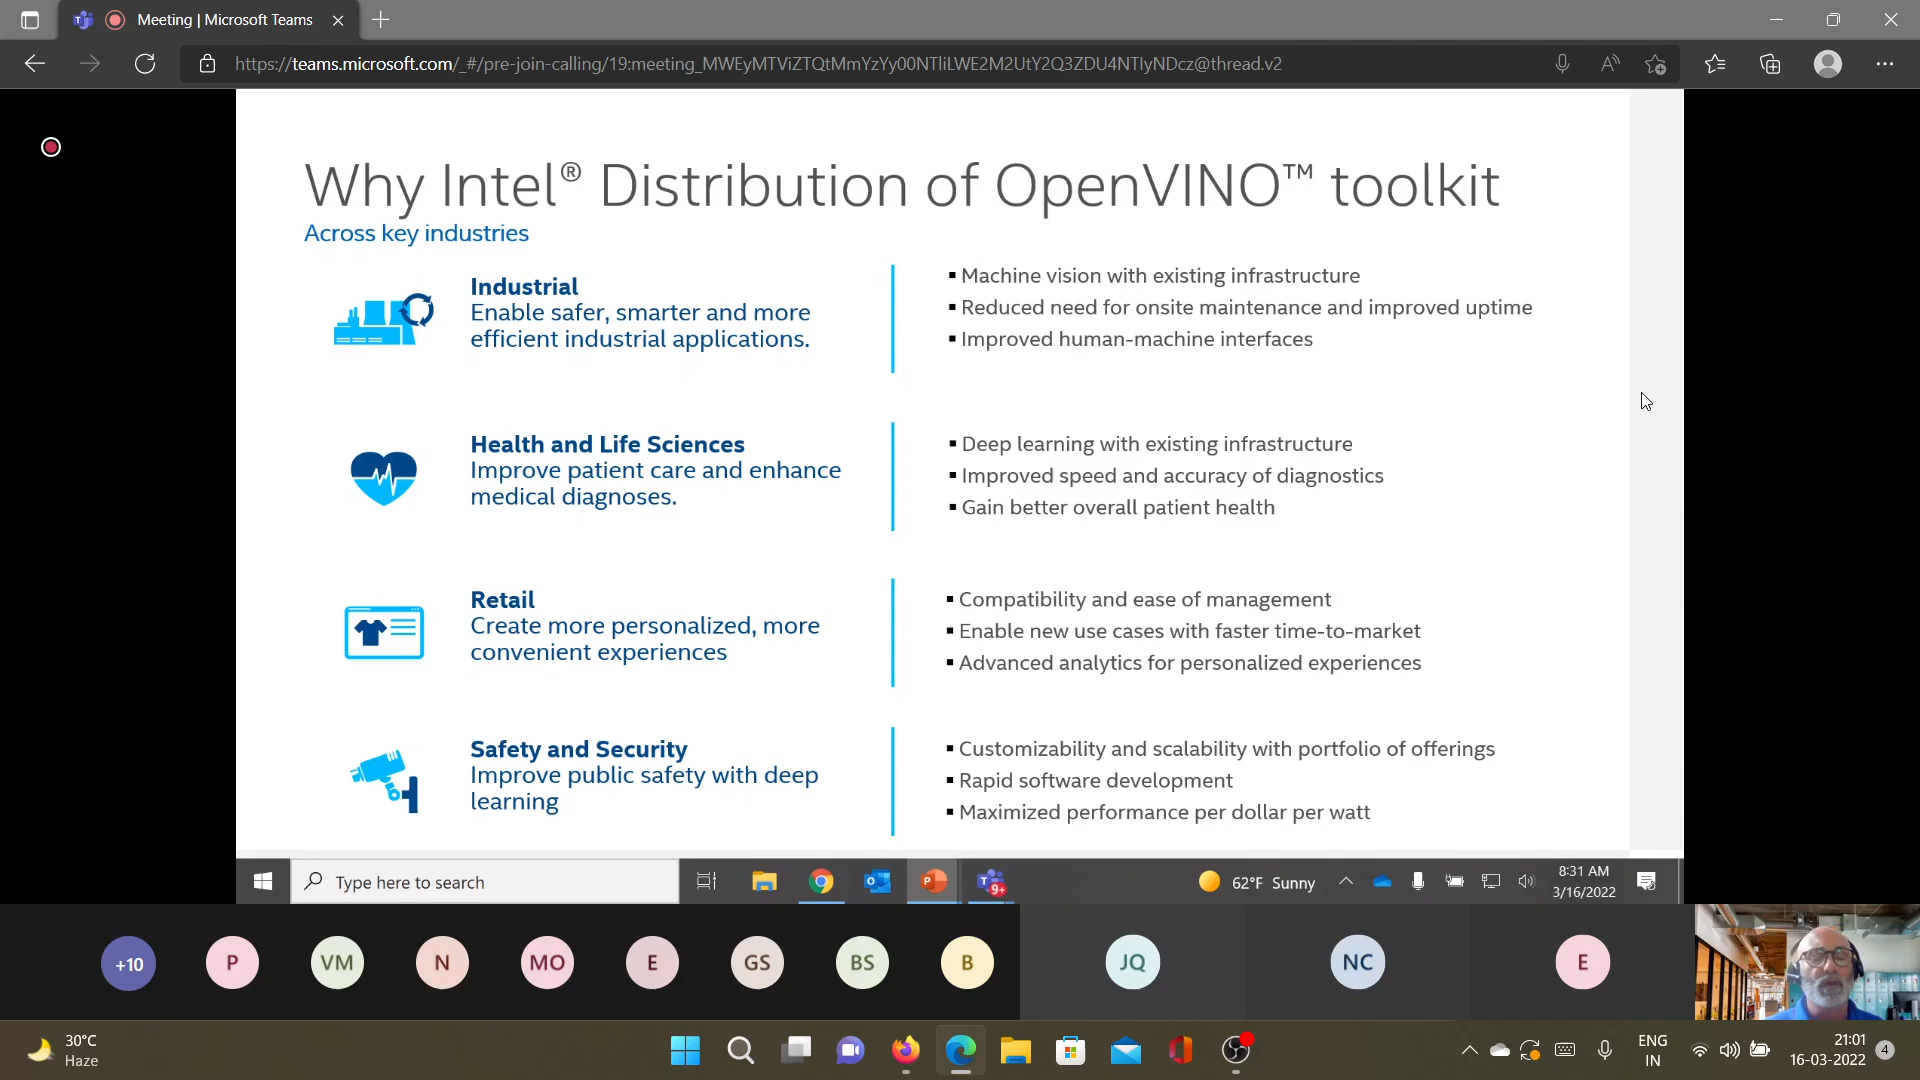 Meeting | Microsoft Teams
https://teams.microsoft.com/_#/pre-join-calling/19:meeting_MWEyMTViZTQtMmYzYy00NTliLWE2M2UtY2Q3ZDU4NTIyNDcz@thread.v2
Why Intel® Distribution of OpenVINO™ toolkit
Across key industries
Industrial
Enable safer, smarter and more
efficient industrial applications.
▪ Machine vision with existing infrastructure
▪ Reduced need for onsite maintenance and improved uptime
▪ Improved human-machine interfaces
Health and Life Sciences
Improve patient care and enhance
medical diagnoses.
▪ Deep learning with existing infrastructure
▪ Improved speed and accuracy of diagnostics
▪ Gain better overall patient health
Retail
Create more personalized, more
convenient experiences
▪ Compatibility and ease of management
▪ Enable new use cases with faster time-to-market
▪ Advanced analytics for personalized experiences
Safety and Security
Improve public safety with deep
learning
▪ Customizability and scalability with portfolio of offerings
▪ Rapid software development
▪ Maximized performance per dollar per watt
Type here to search
9+
62°F Sunny
8:31 AM
3/16/2022
+10
P
VM
N
MO
E
GS
BS
B
JQ
NC
E
30°C
Haze
ENG
IN
21:01
16-03-2022
4